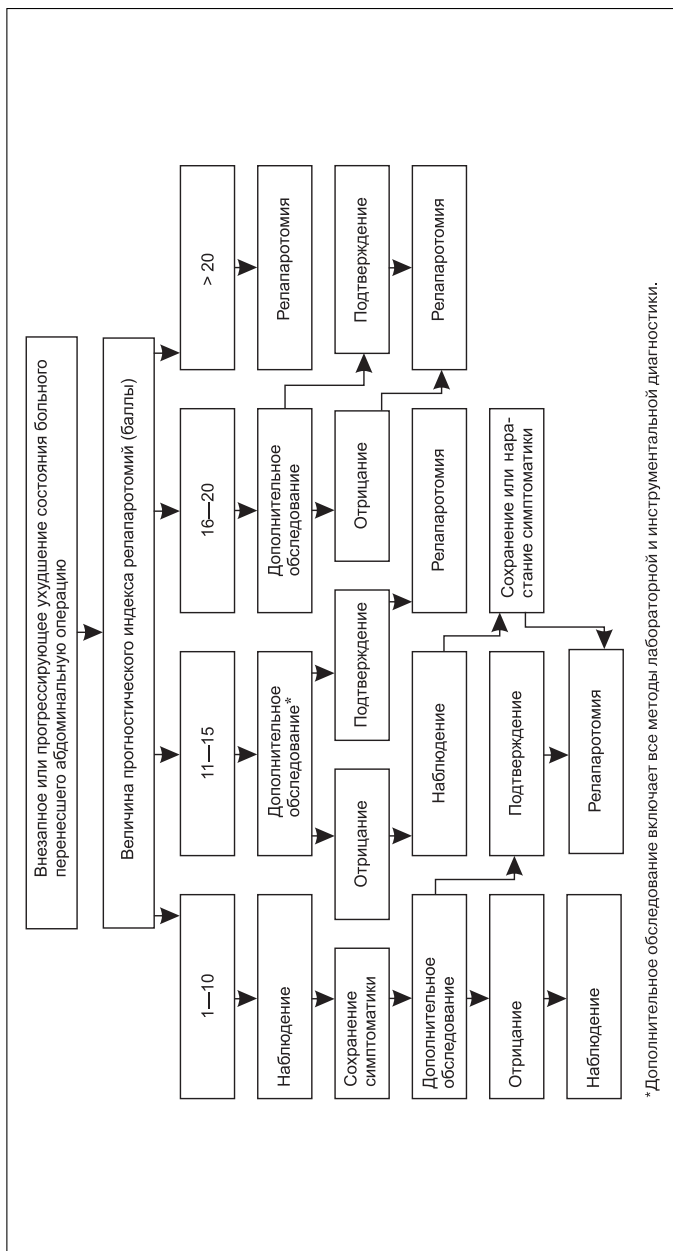 Внезапное или прогрессирующее ухудшение состояния больного
перенесшего абдоминальную операцию
Величина прогностического индекса релапаротомий (баллы)
1—10
11—15
16—20
> 20
Наблюдение
Дополнительное
обследование*
Дополнительное
обследование
Релапаротомия
Сохранение
симптоматики
Отрицание
Подтверждение
Отрицание
Подтверждение
Дополнительное
обследование
Наблюдение
Релапаротомия
Релапаротомия
Отрицание
Подтверждение
Сохранение или нара-
стание симптоматики
Наблюдение
Релапаротомия
*Дополнительное обследование включает все методы лабораторной и инструментальной диагностики.